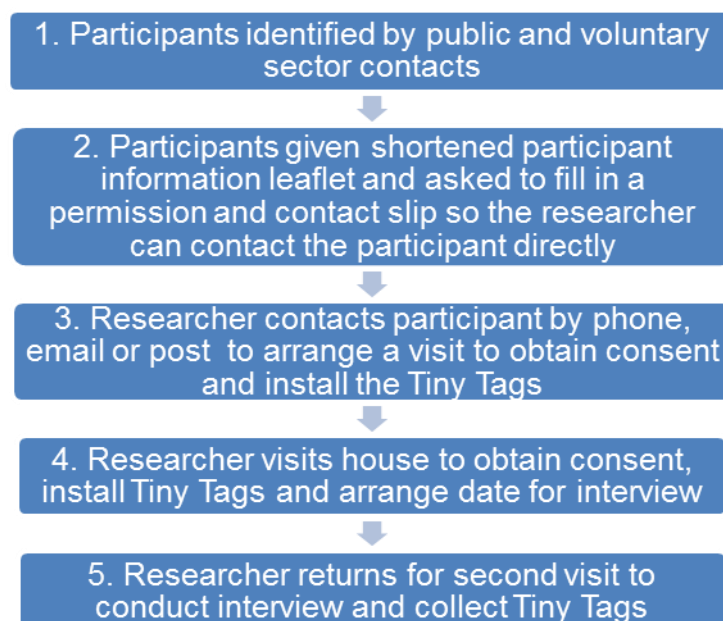 1. Participants identified by public and voluntary
sector contacts
2. Participants given shortened participant
information leaflet and asked to fill in a
permission and contact slip so the researcher
can contact the participant directly
3. Researcher contacts participant by phone,
email or post to arrange a visit to obtain consent
and install the Tiny Tags
4. Researcher visits house to obtain consent,
install Tiny Tags and arrange date for interview
5. Researcher returns for second visit to
conduct interview and collect Tiny Tags